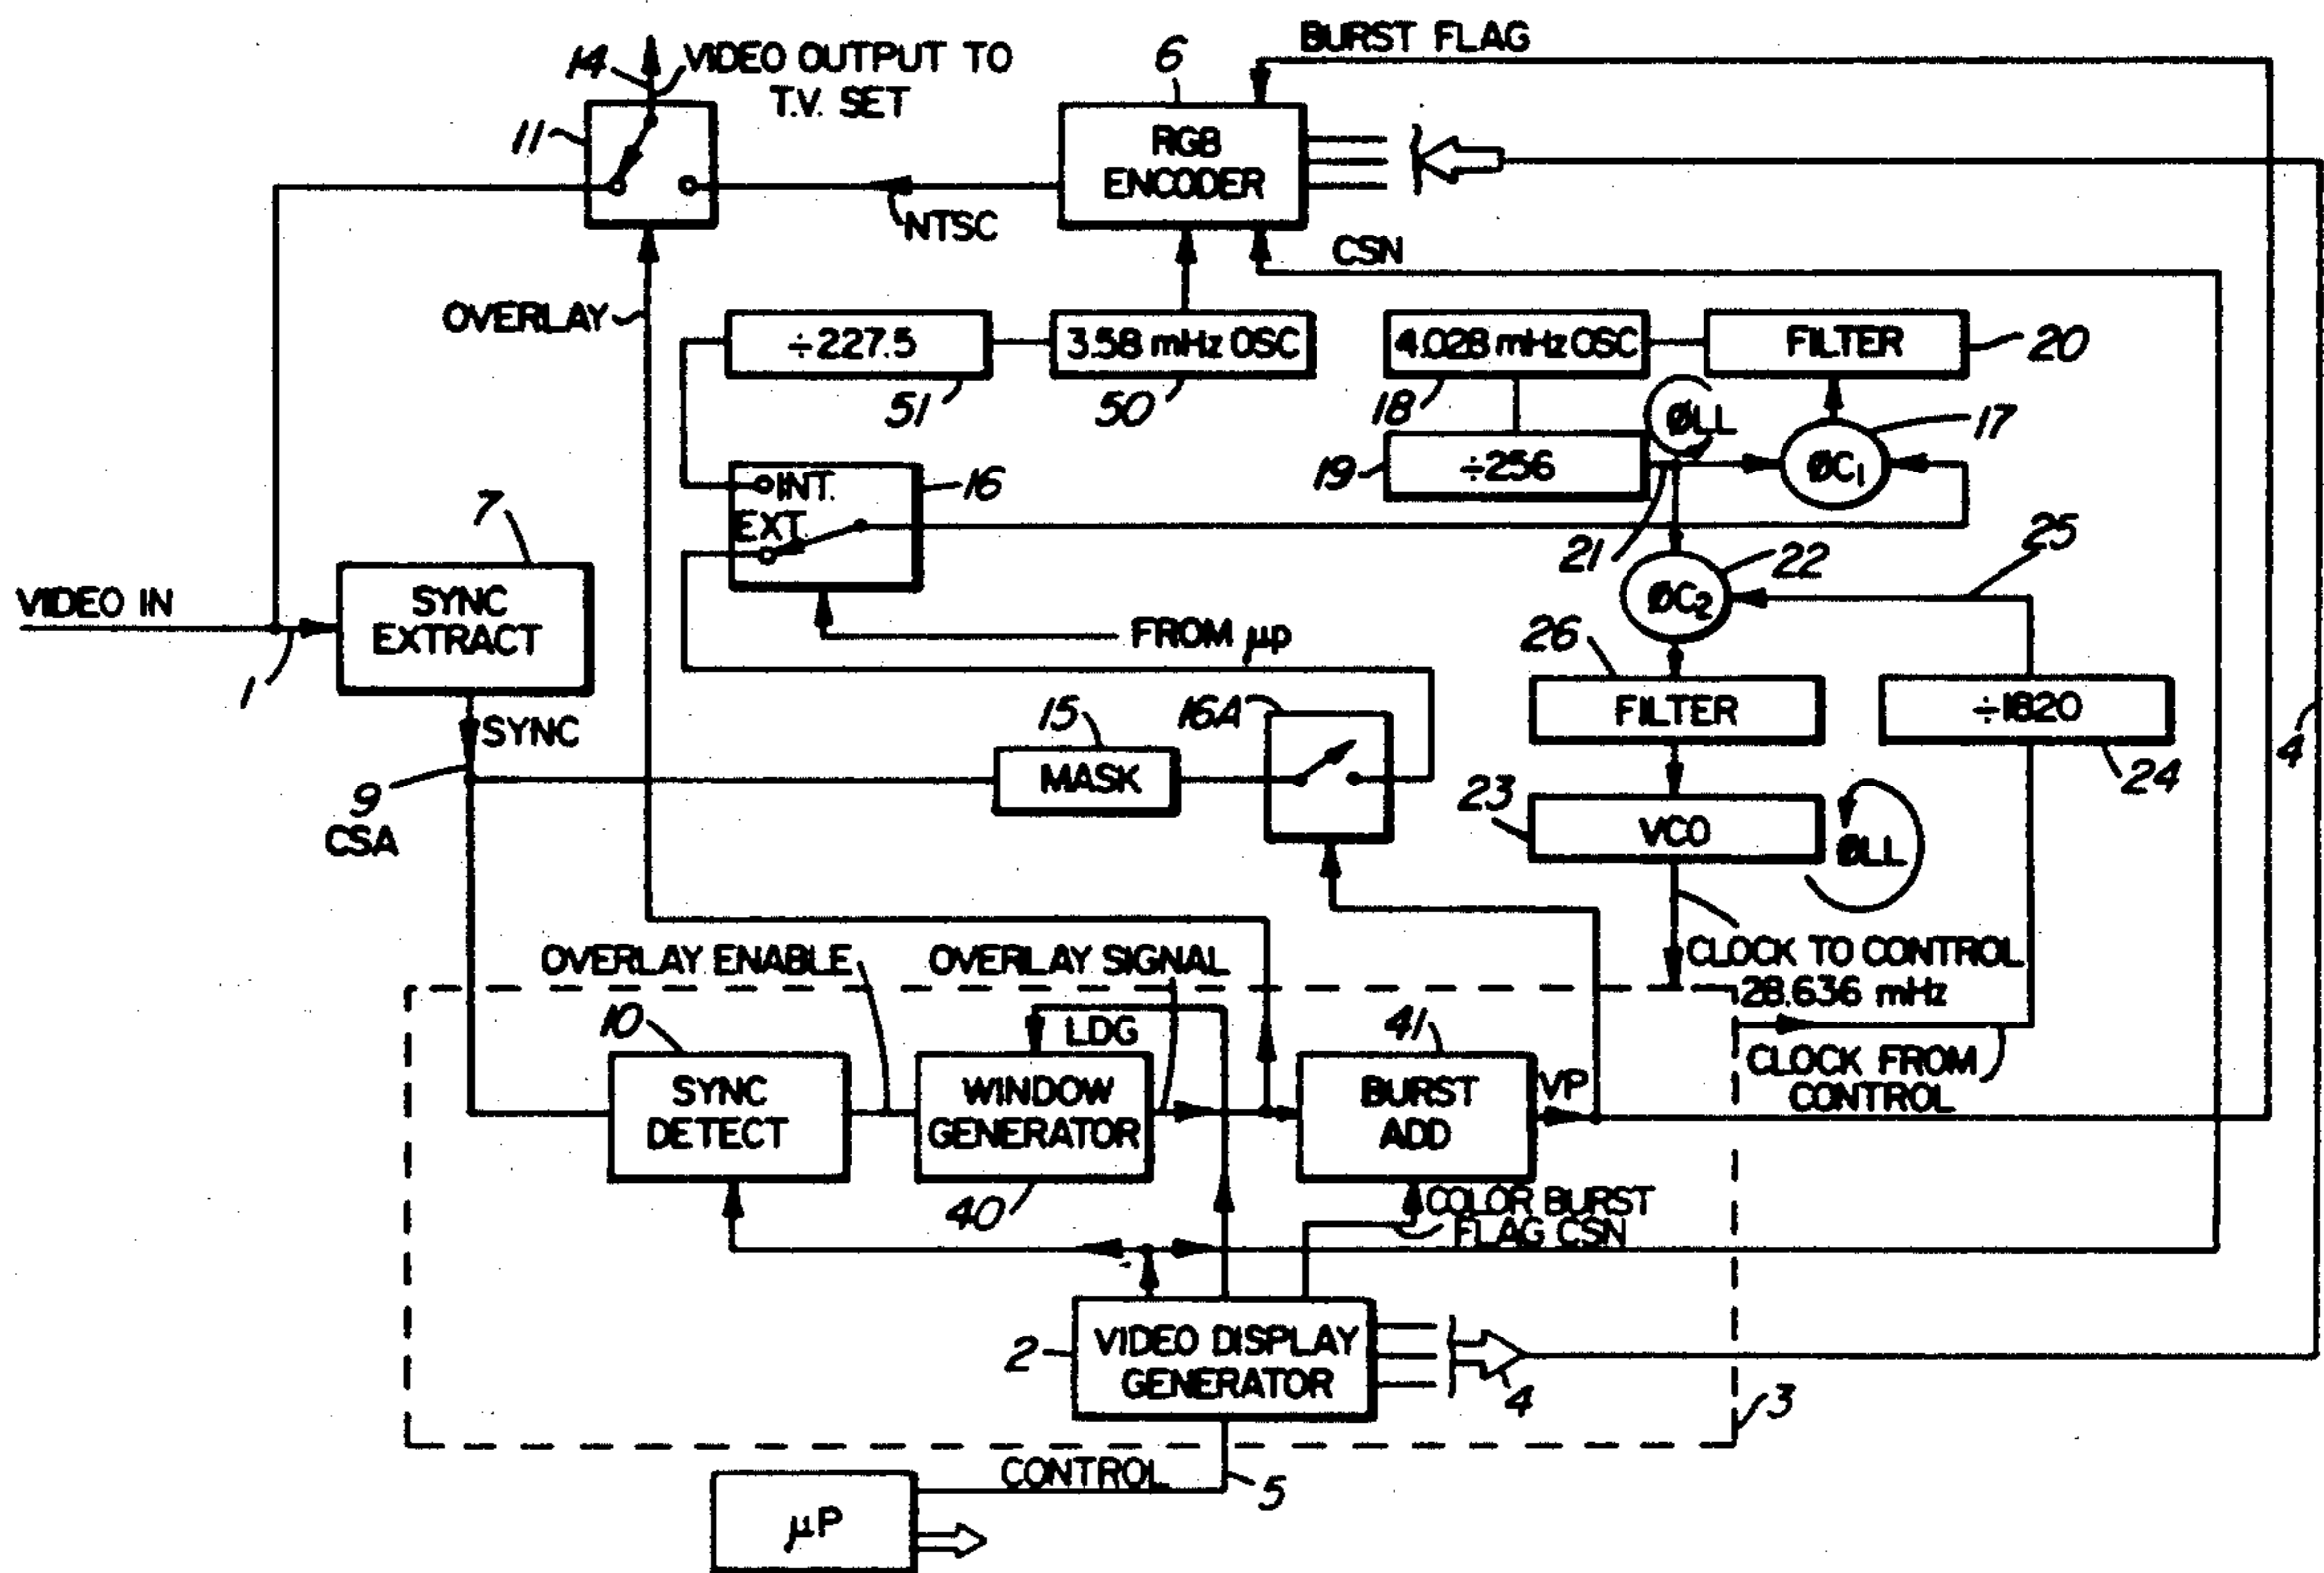 BURST FLAG
14
VIDEO OUTPUT TO
T.V. SET
6
11
RGB
ENCODER
NTSC
CSN
OVERLAY
÷227.5
3.58 mHz OSC
4.028 mHz OSC
FILTER
20
51
50
18
ØLL
17
19
÷256
ØC1
INT.
EXT.
16
7
21
22
25
ØC2
VIDEO IN
SYNC
EXTRACT
1
FROM µp
26
FILTER
÷1820
4
24
SYNC
15
16A
MASK
9
CSA
23
VCO
ØLL
CLOCK TO CONTROL
28.636 mHz
OVERLAY ENABLE
OVERLAY SIGNAL
10
LDG
41
SYNC
DETECT
WINDOW
GENERATOR
BURST
ADD
VP
CLOCK FROM
CONTROL
40
COLOR BURST
FLAG CSN
2
VIDEO DISPLAY
GENERATOR
4
3
CONTROL
5
µP